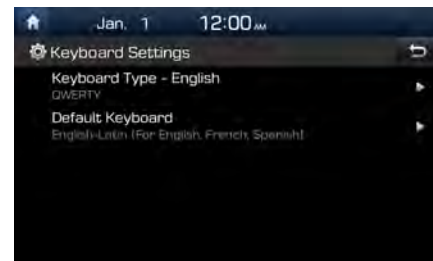 Jan. 1 12:00 AM
Keyboard Settings
Keyboard Type - English
QWERTY
Default Keyboard
English-Latin (For English, French, Spanish)